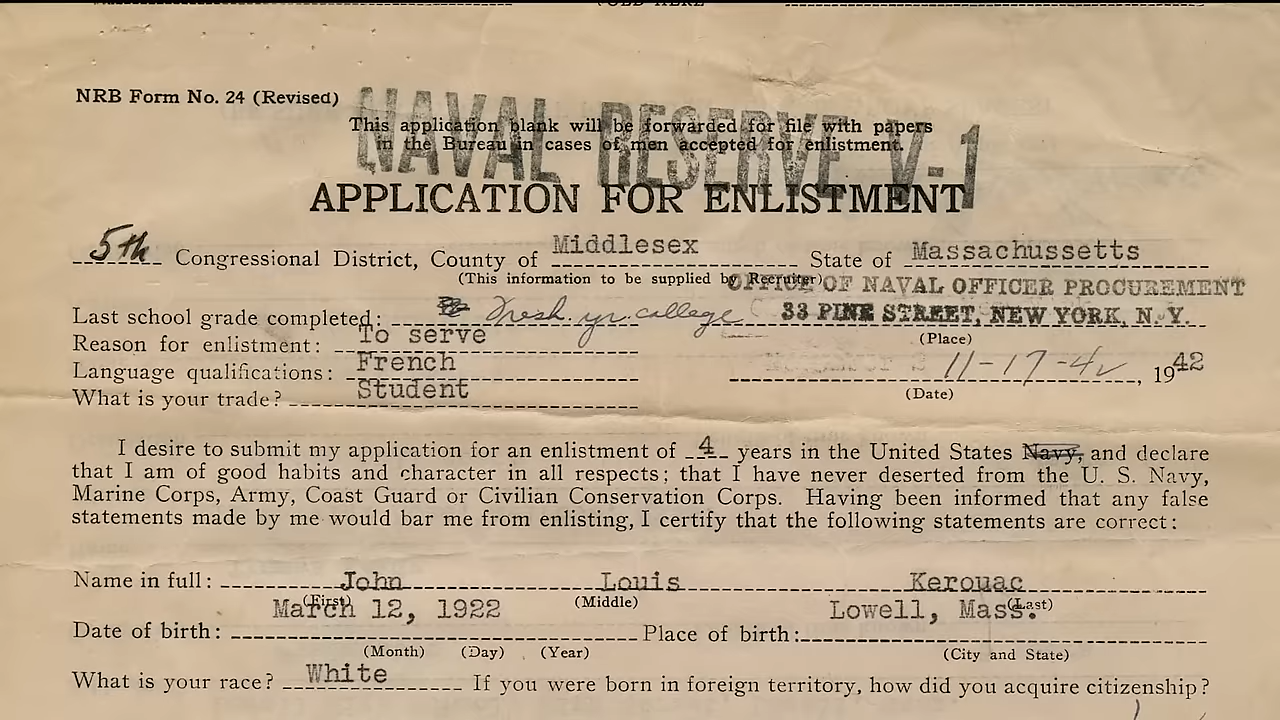 NRB Form No. 24 (Revised)
NAVAL RESERVE V-1
This application blank will be forwarded for file with papers
in the Bureau in cases of men accepted for enlistment.
APPLICATION FOR ENLISTMENT
5th Congressional District, County of Middlesex State of Massachussetts
(This information to be supplied by Recruiter)
OFFICE OF NAVAL OFFICER PROCUREMENT
Last school grade completed: Fresh. yr. college 33 PINE STREET, NEW YORK, N. Y.
(Place)
Reason for enlistment: To serve
Language qualifications: French 11-17-42, 1942
(Date)
What is your trade? Student
I desire to submit my application for an enlistment of 4 years in the United States Navy, and declare
that I am of good habits and character in all respects; that I have never deserted from the U. S. Navy,
Marine Corps, Army, Coast Guard or Civilian Conservation Corps. Having been informed that any false
statements made by me would bar me from enlisting, I certify that the following statements are correct:
Name in full: John Louis Kerouac
(First) (Middle) (Last)
March 12, 1922 Lowell, Mass.
Date of birth: Place of birth:
(Month) (Day) (Year) (City and State)
What is your race? White If you were born in foreign territory, how did you acquire citizenship?